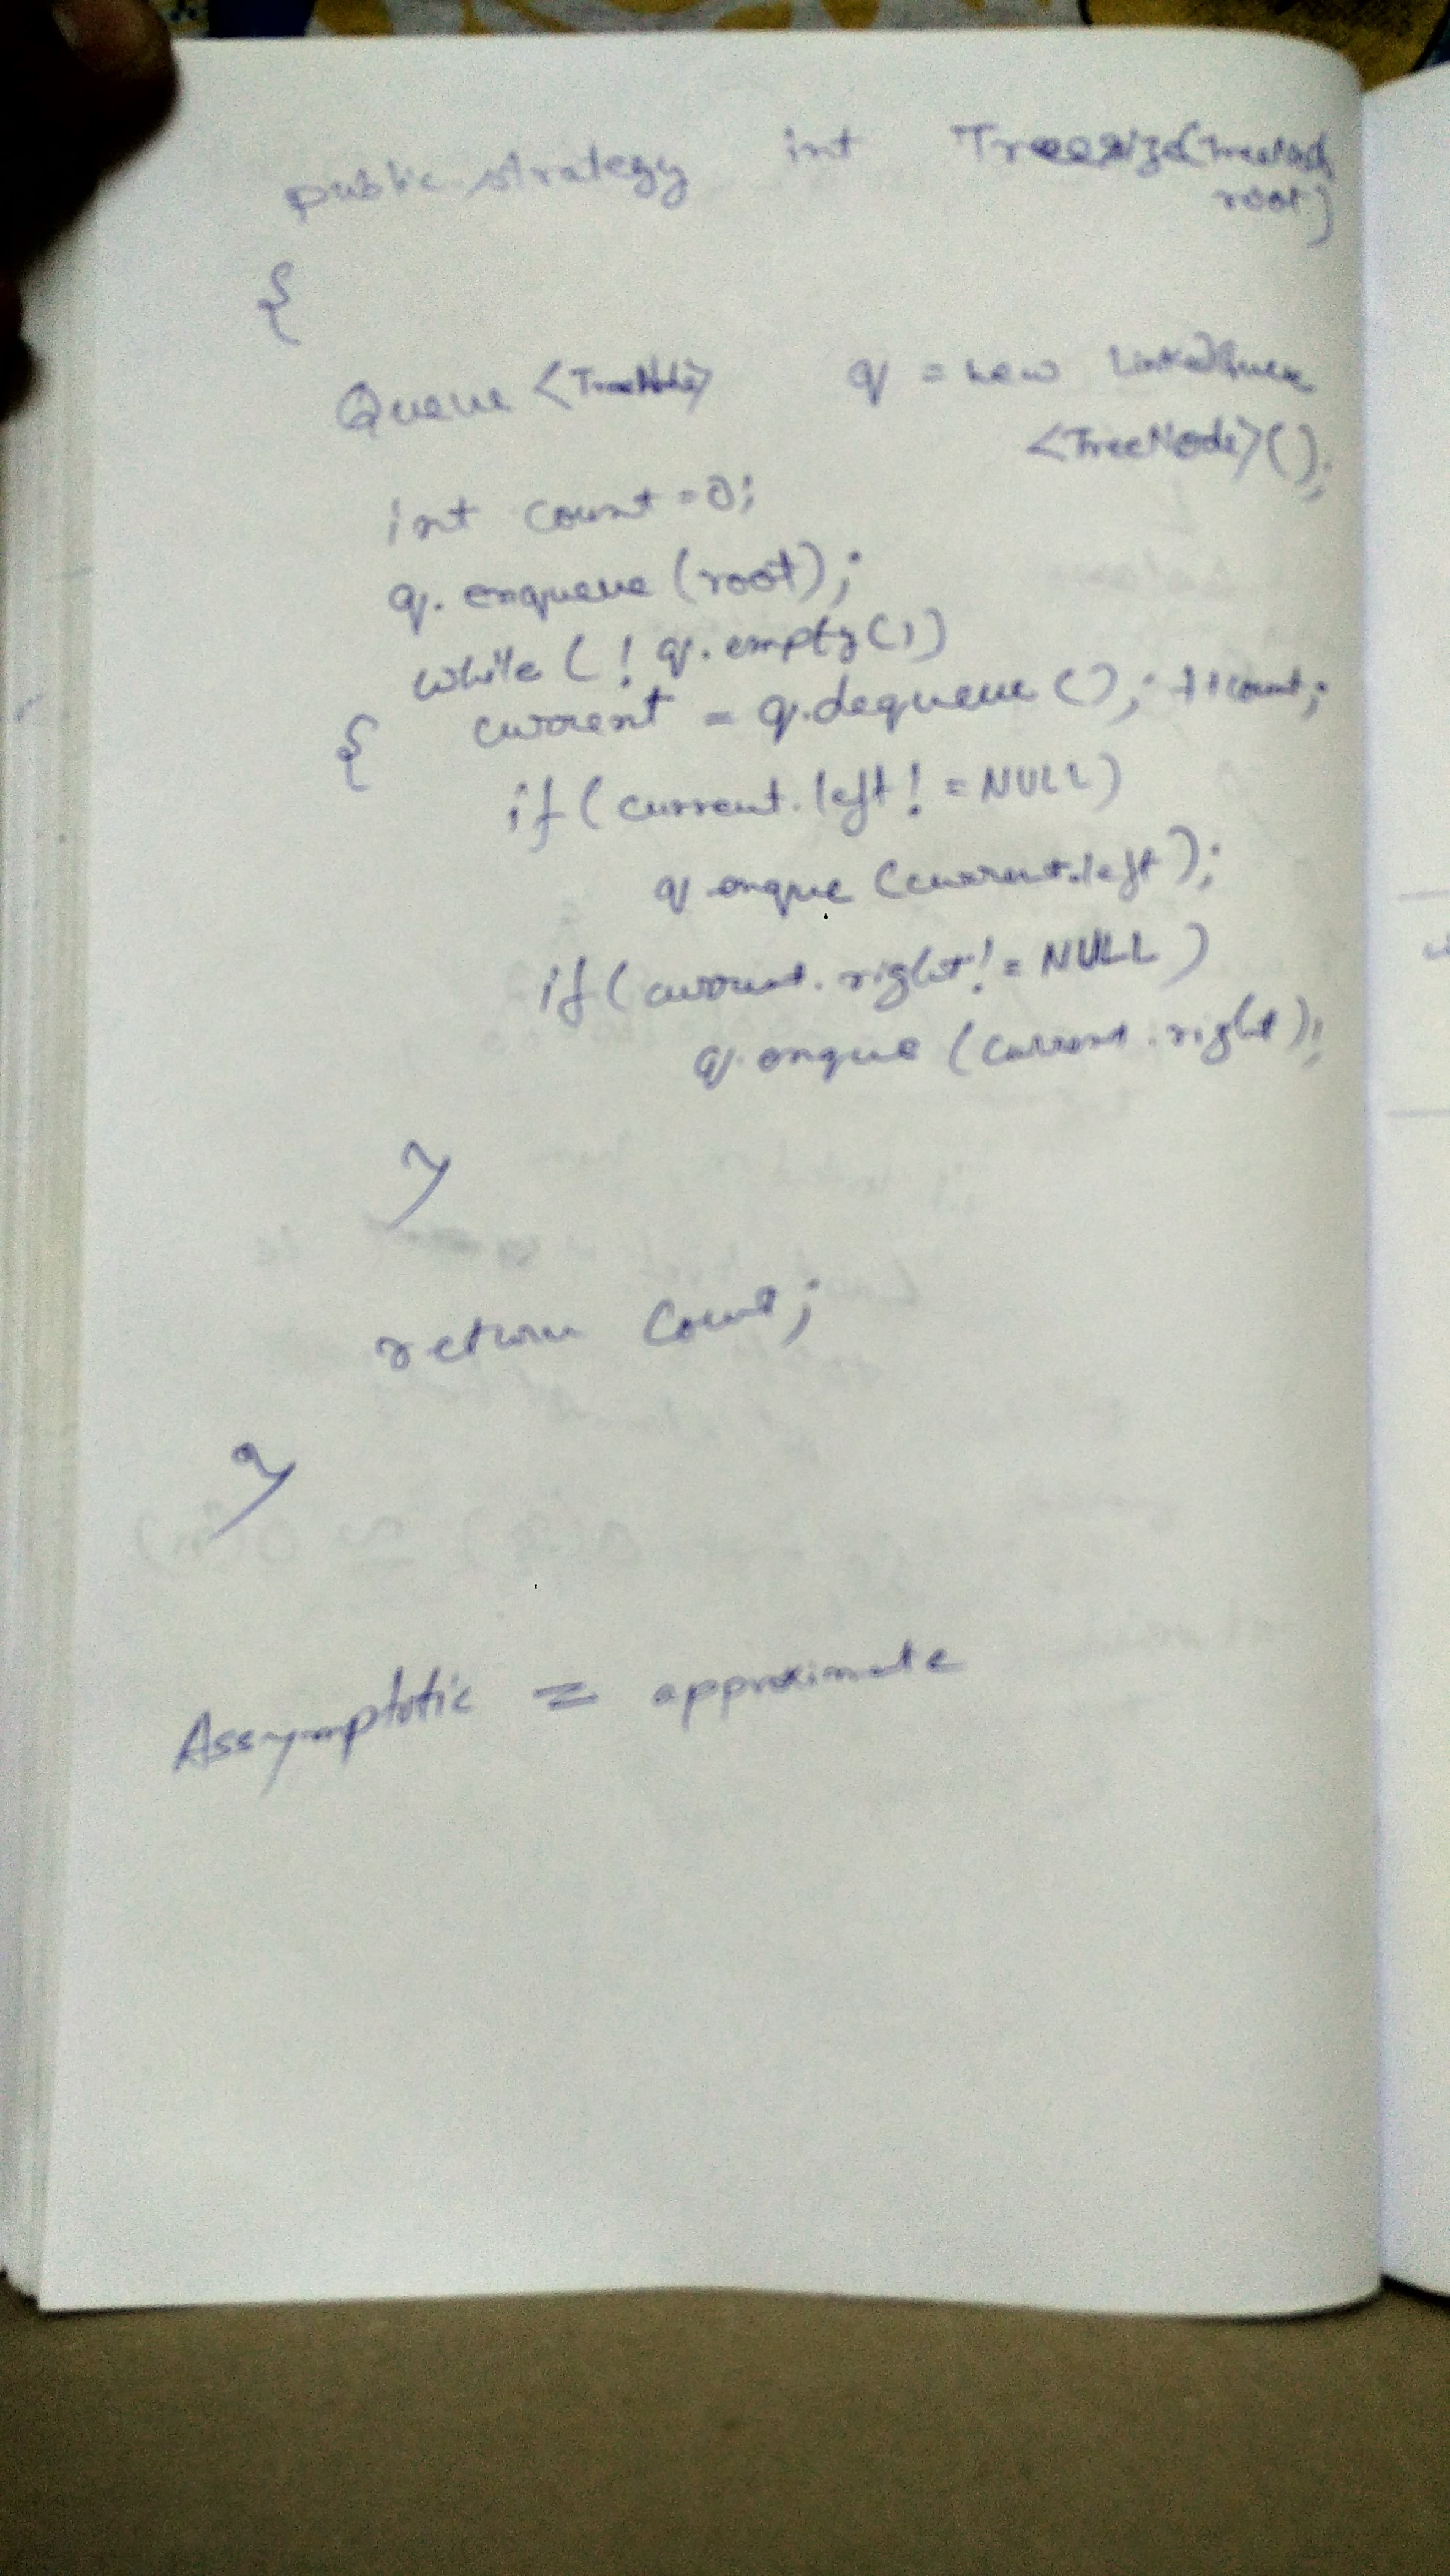 public strategy int Treesize(TreeNode
root)
{
Queue <TreeNode> q = new LinkedQueue
<TreeNode>();
int count = 0;
q. enqueue (root);
while ( ! q. empty ( ) )
{ current = q.dequeue (); ++count;
if ( current. left ! = NULL )
q enque (current.left );
if ( current. right ! = NULL )
q. enque ( current . right );
}
return count;
}
Assymptotic = approximate